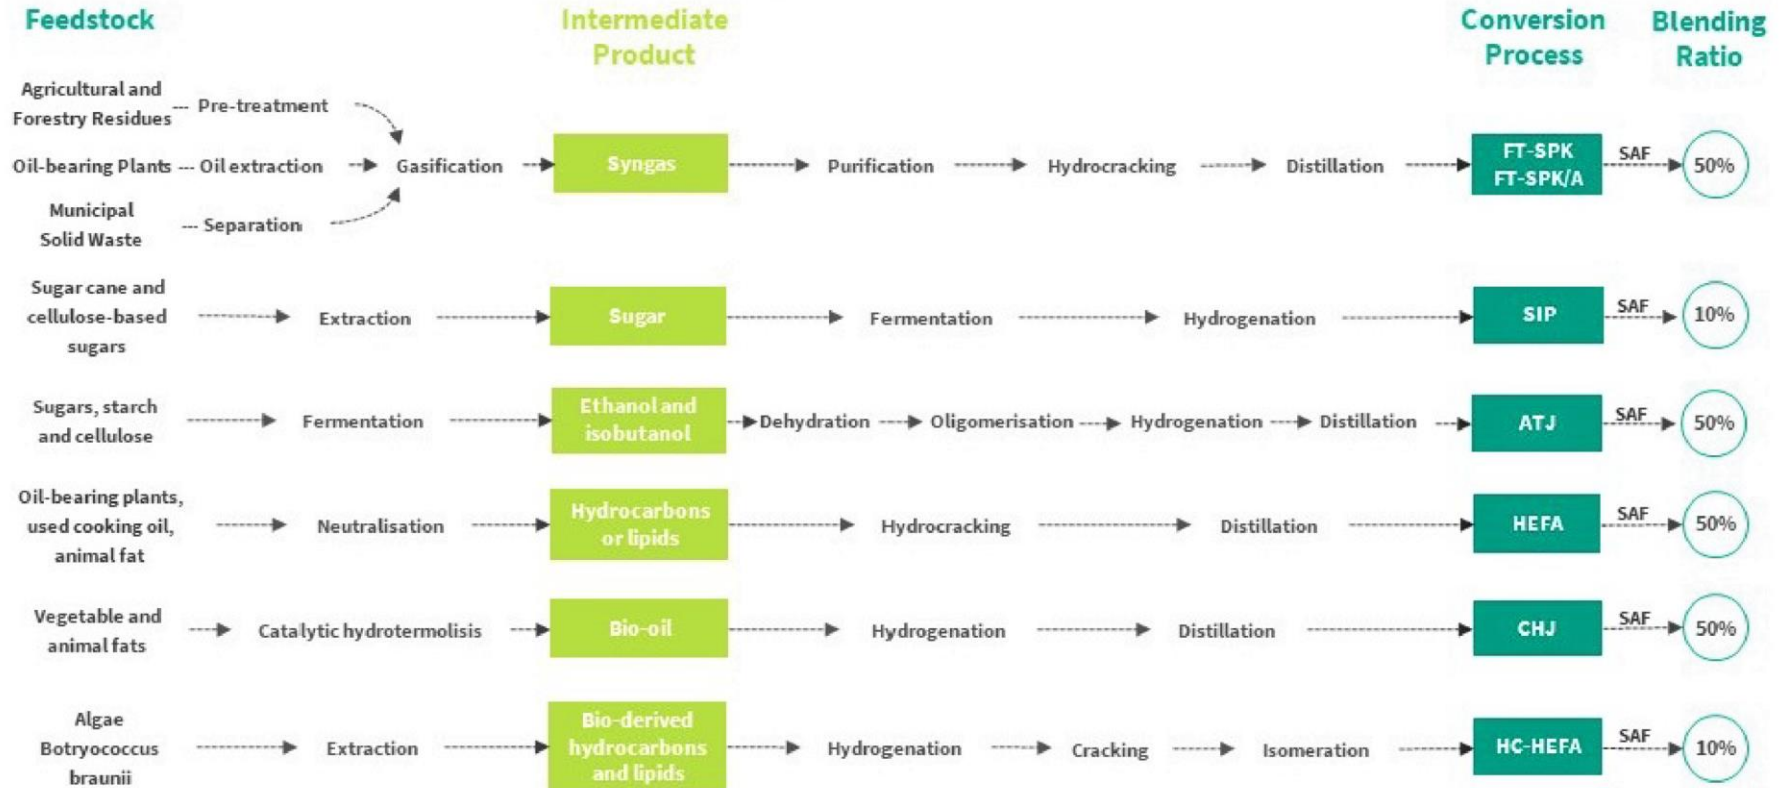 Feedstock
Intermediate
Product
Conversion
Process
Blending
Ratio
Agricultural and
Forestry Residues
Pre-treatment
Oil-bearing Plants
Oil extraction
Municipal
Solid Waste
Separation
Gasification
Syngas
Purification
Hydrocracking
Distillation
FT-SPK
FT-SPK/A
SAF
50%
Sugar cane and
cellulose-based
sugars
Extraction
Sugar
Fermentation
Hydrogenation
SIP
SAF
10%
Sugars, starch
and cellulose
Fermentation
Ethanol and
isobutanol
Dehydration
Oligomerisation
Hydrogenation
Distillation
ATJ
SAF
50%
Oil-bearing plants,
used cooking oil,
animal fat
Neutralisation
Hydrocarbons
or lipids
Hydrocracking
Distillation
HEFA
SAF
50%
Vegetable and
animal fats
Catalytic hydrotermolisis
Bio-oil
Hydrogenation
Distillation
CHJ
SAF
50%
Algae
Botryococcus
braunii
Extraction
Bio-derived
hydrocarbons
and lipids
Hydrogenation
Cracking
Isomeration
HC-HEFA
SAF
10%